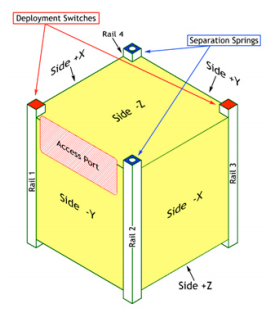 Deployment Switches
Rail 4
Separation Springs
Side +X
Side +Y
Side -Z
Access Port
Rail 1
Side -Y
Rail 2
Side -X
Rail 3
Side +Z